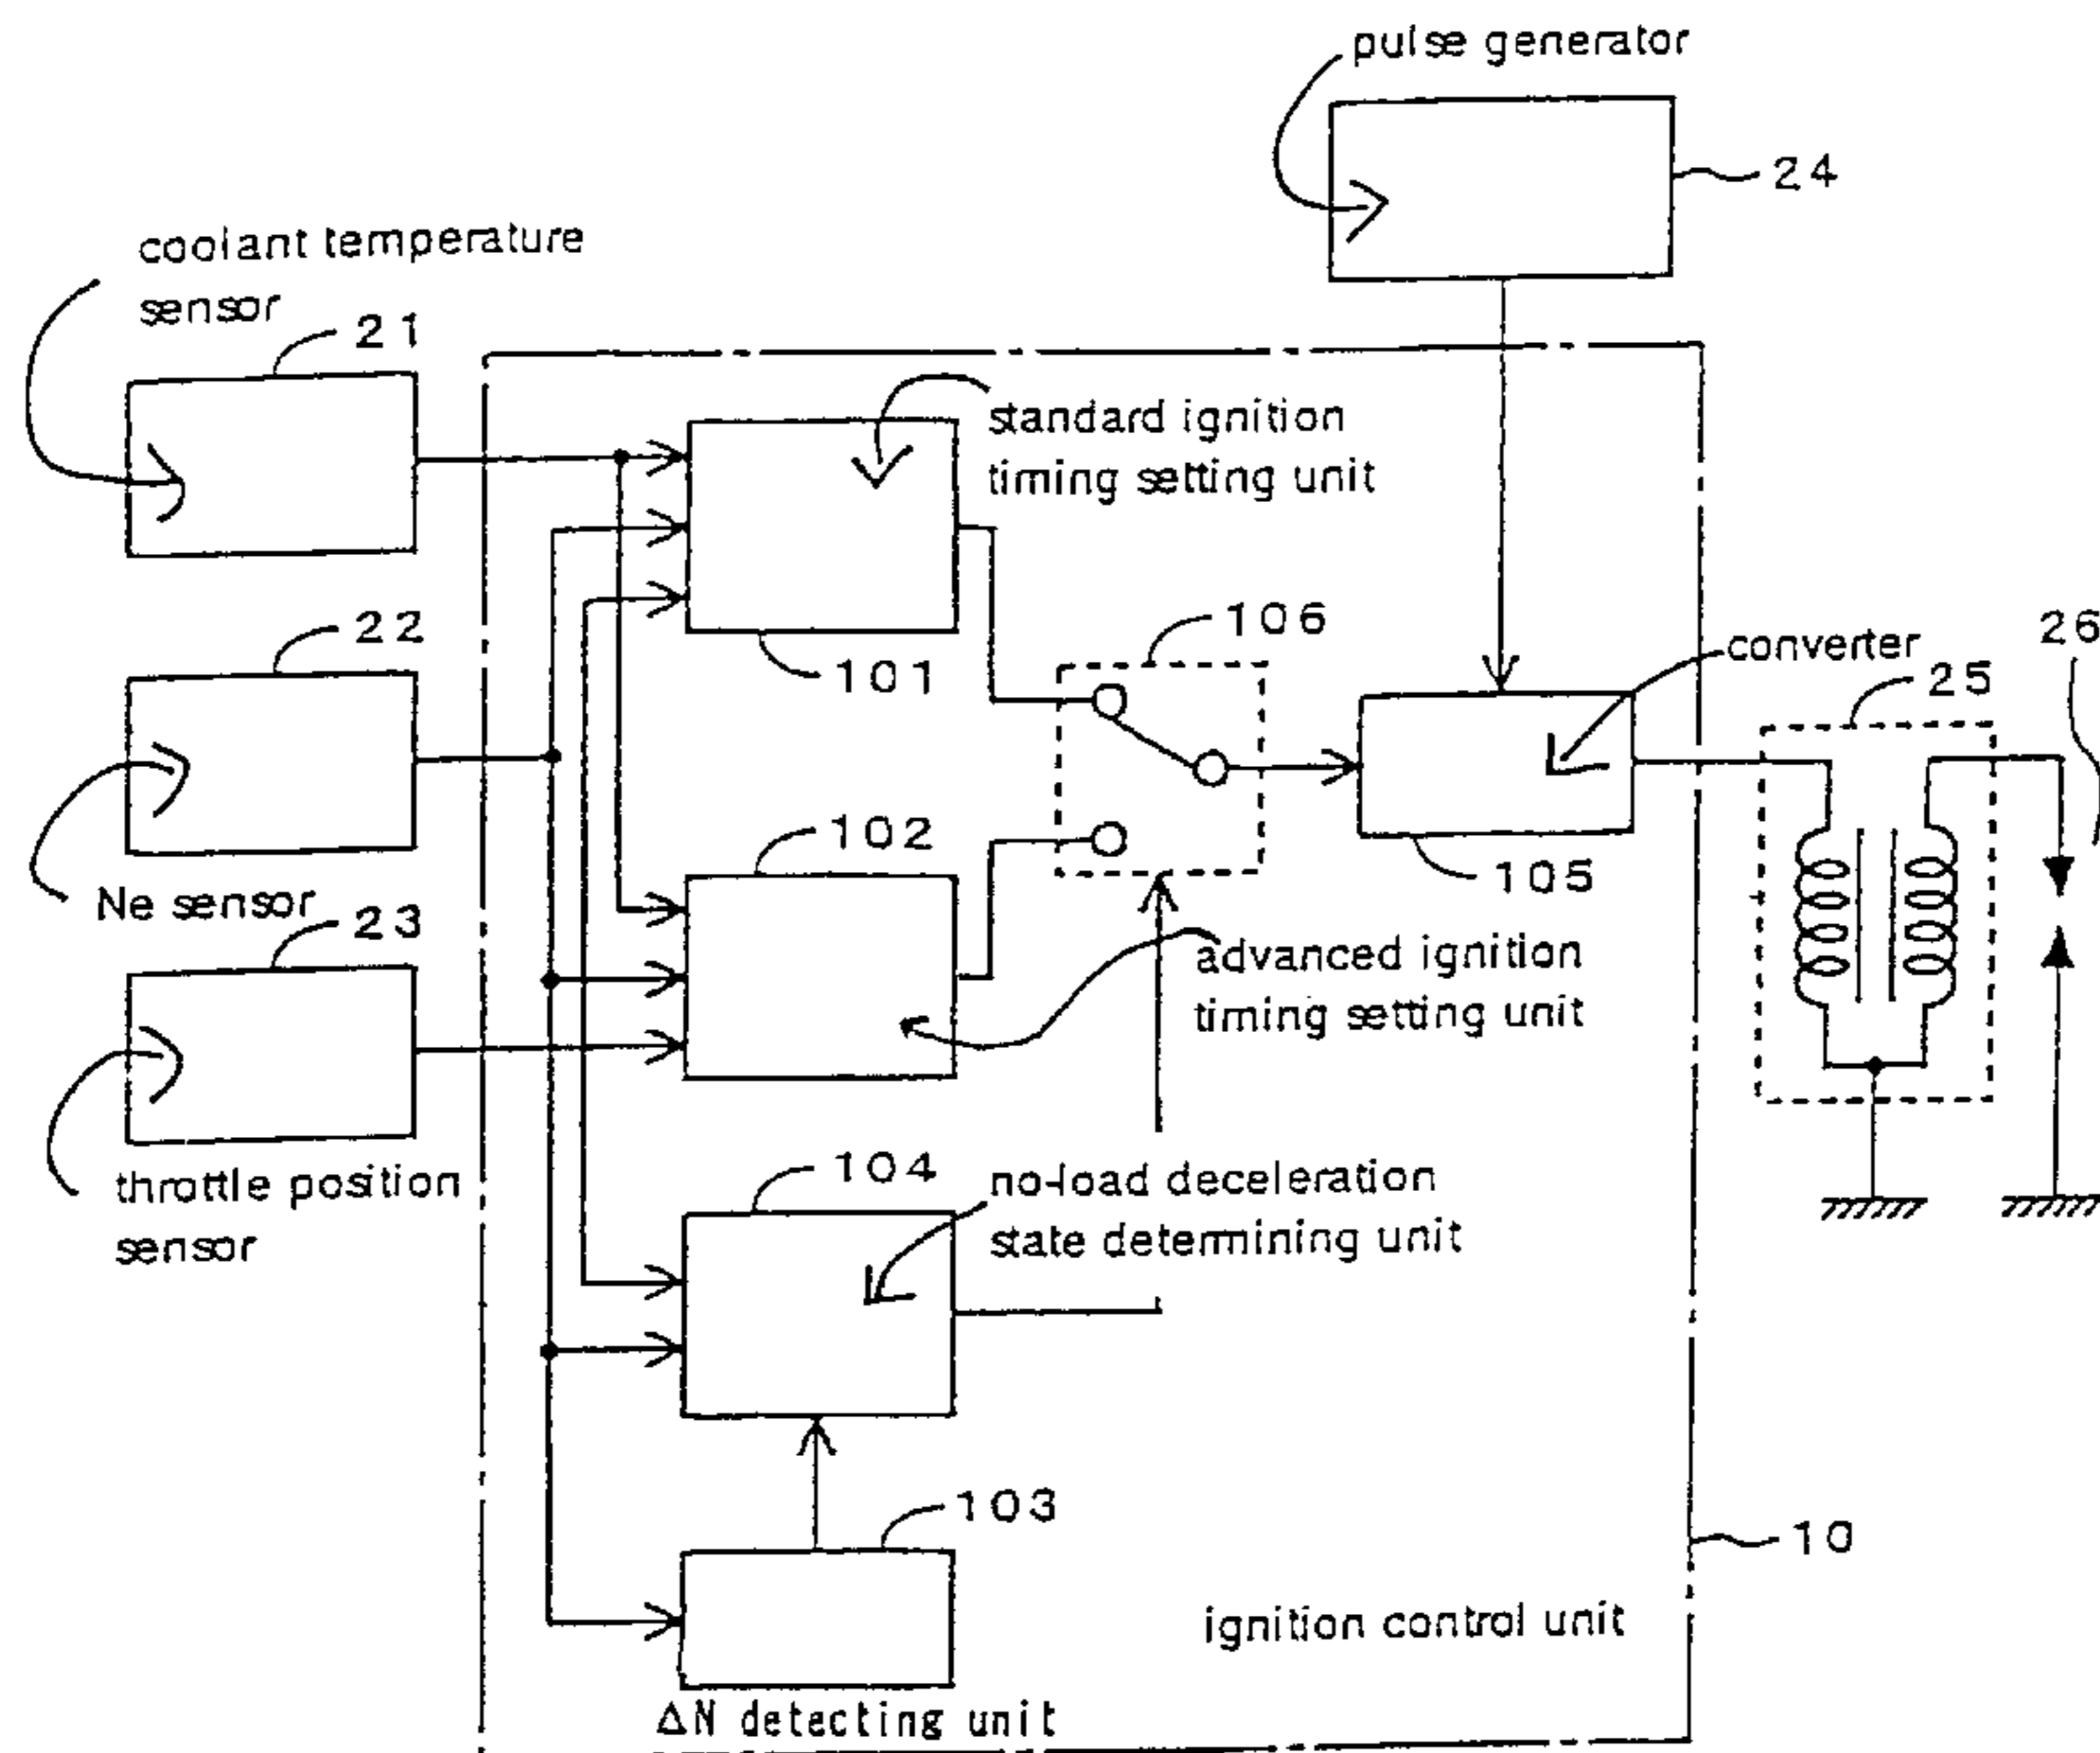 pulse generator
24
coolant temperature
sensor
21
standard ignition
timing setting unit
22
101
106
converter
26
25
102
105
Ne sensor
23
advanced ignition
timing setting unit
throttle position
sensor
104
no-load deceleration
state determining unit
103
10
ignition control unit
ΔN detecting unit